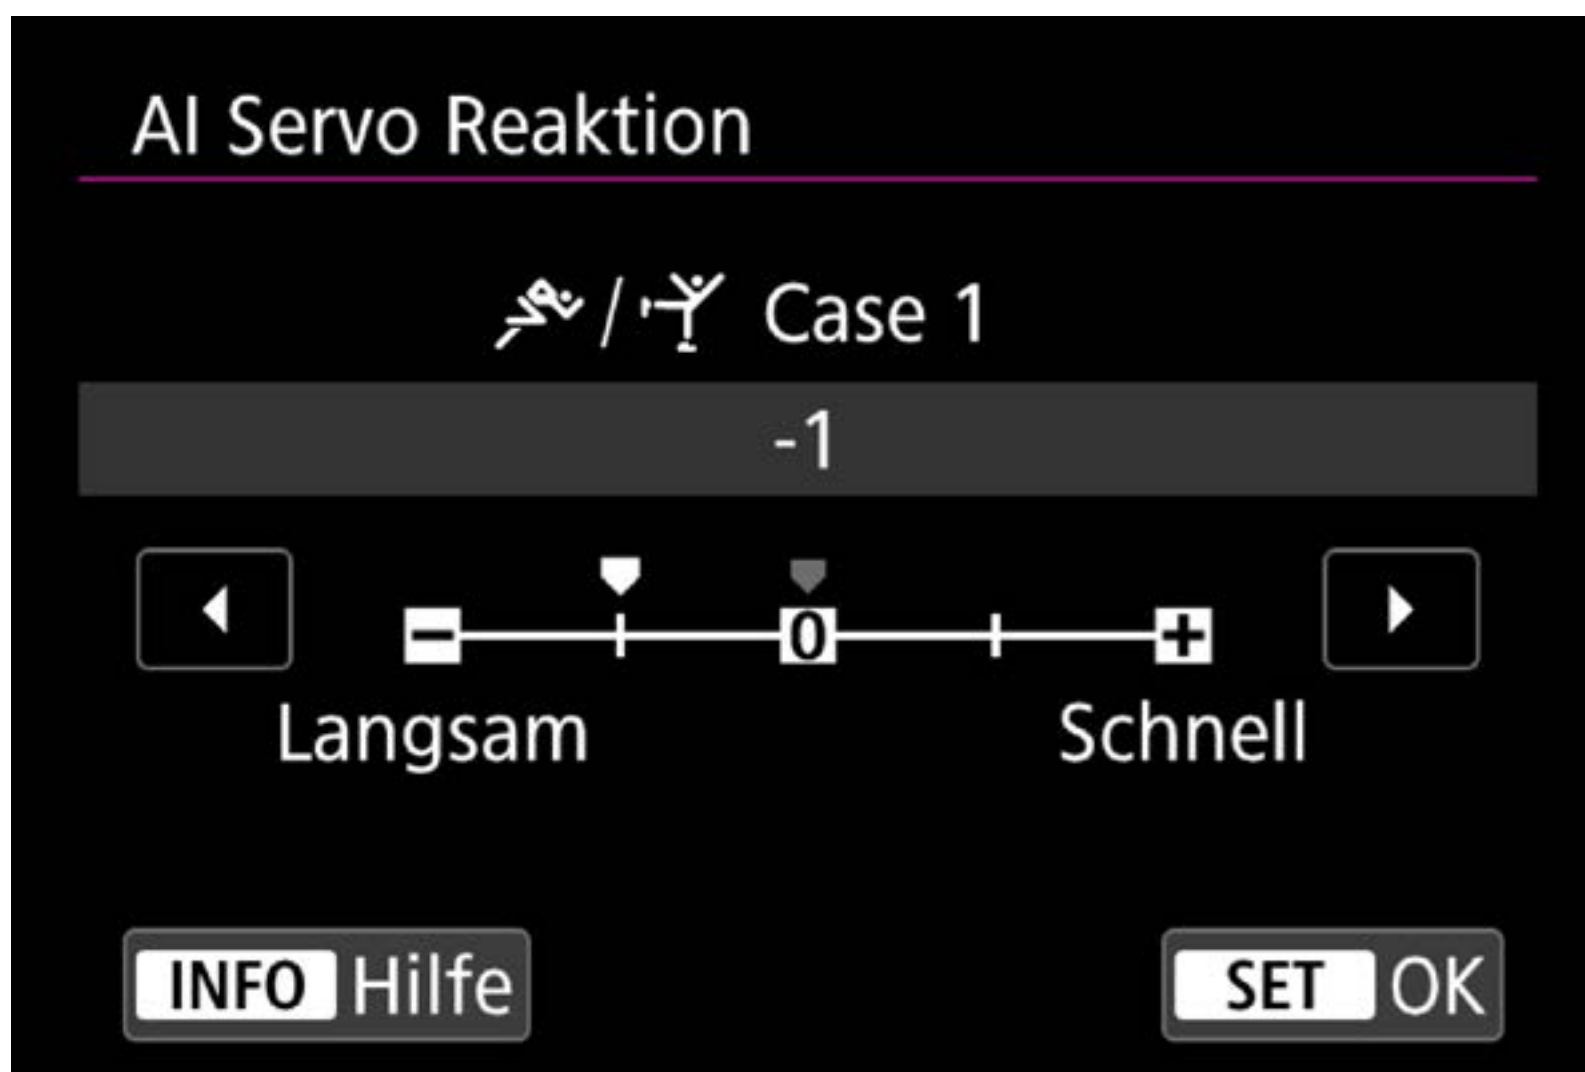 AI Servo Reaktion
/ Case 1
-1
0
Langsam Schnell
INFO Hilfe SET OK